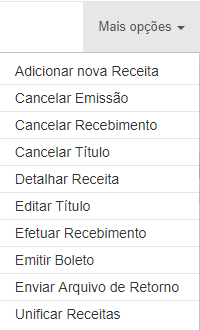 Mais opções
Adicionar nova Receita
Cancelar Emissão
Cancelar Recebimento
Cancelar Título
Detalhar Receita
Editar Título
Efetuar Recebimento
Emitir Boleto
Enviar Arquivo de Retorno
Unificar Receitas